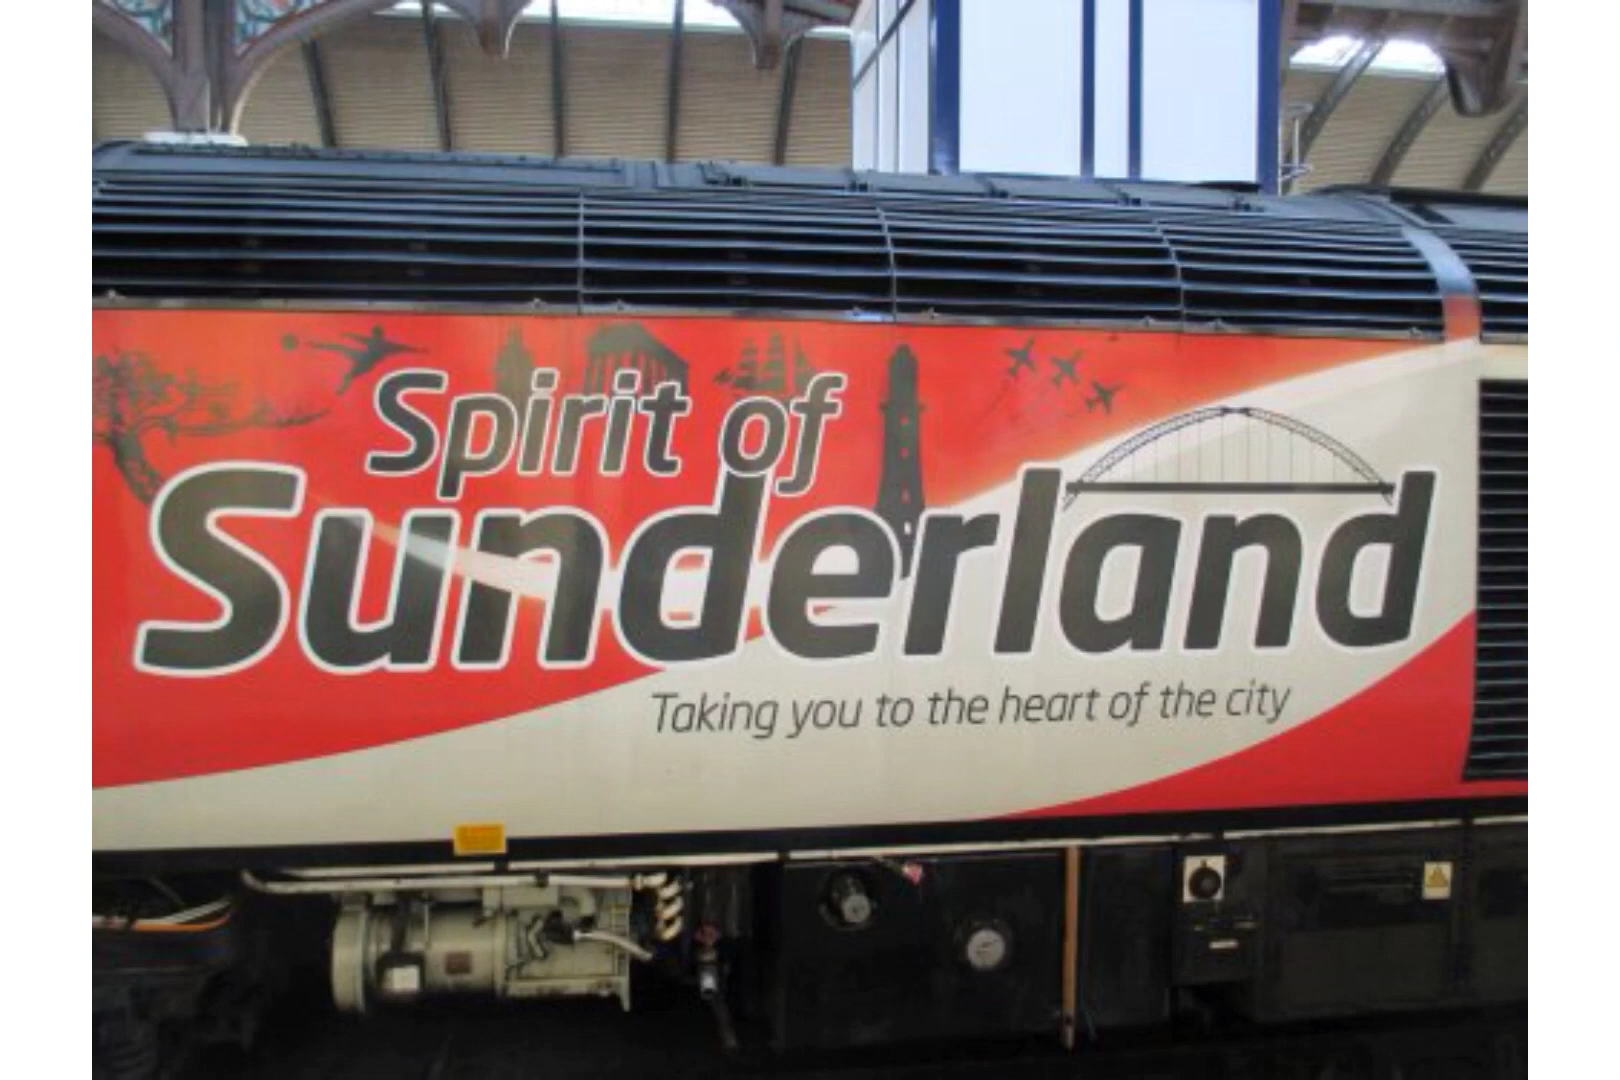 Spirit of
Sunderland
Taking you to the heart of the city